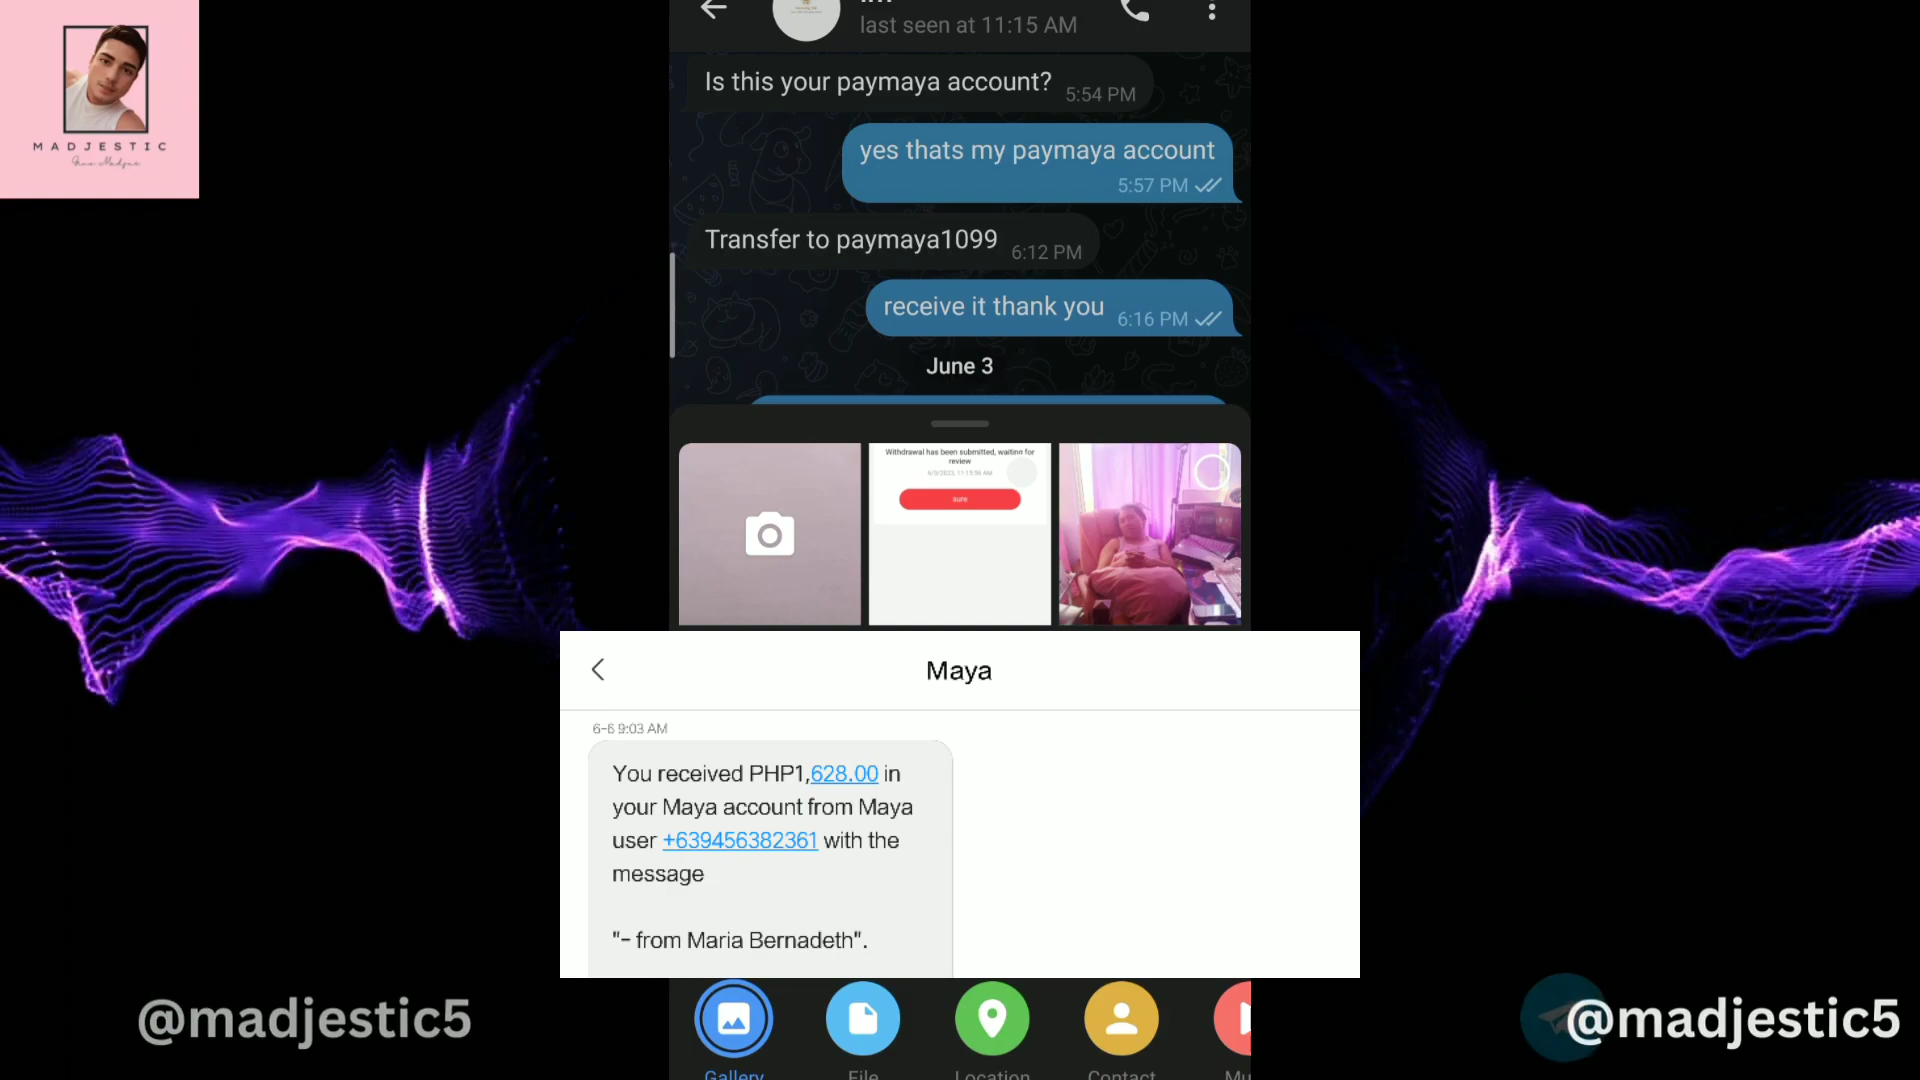 MADJESTIC
last seen at 11:15 AM
Is this your paymaya account?
5:54 PM
yes thats my paymaya account
5:57 PM
Transfer to paymaya1099
6:12 PM
receive it thank you
6:16 PM
June 3
Withdrawal has been submitted, waiting for
review
6/3/2023, 11:15:56 AM
sure
Maya
6-6 9:03 AM
You received PHP1,628.00 in
your Maya account from Maya
user +639456382361 with the
message
"- from Maria Bernadeth".
@madjestic5
@madjestic5
Gallery
File
Location
Contact
Mu